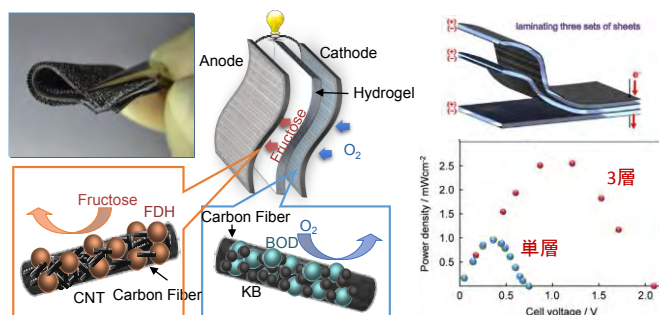 Anode
Cathode
Hydrogel
Fructose
O2
Fructose
FDH
CNT
Carbon Fiber
Carbon Fiber
O2
BOD
KB
laminating three sets of sheets
(+)
(−)
(+)
(−)
(+)
(−)
e-
Power density / mWcm-2
2.5
2.0
1.5
1.0
0.5
0
3層
単層
0
0.5
1.0
1.5
2.0
Cell voltage / V